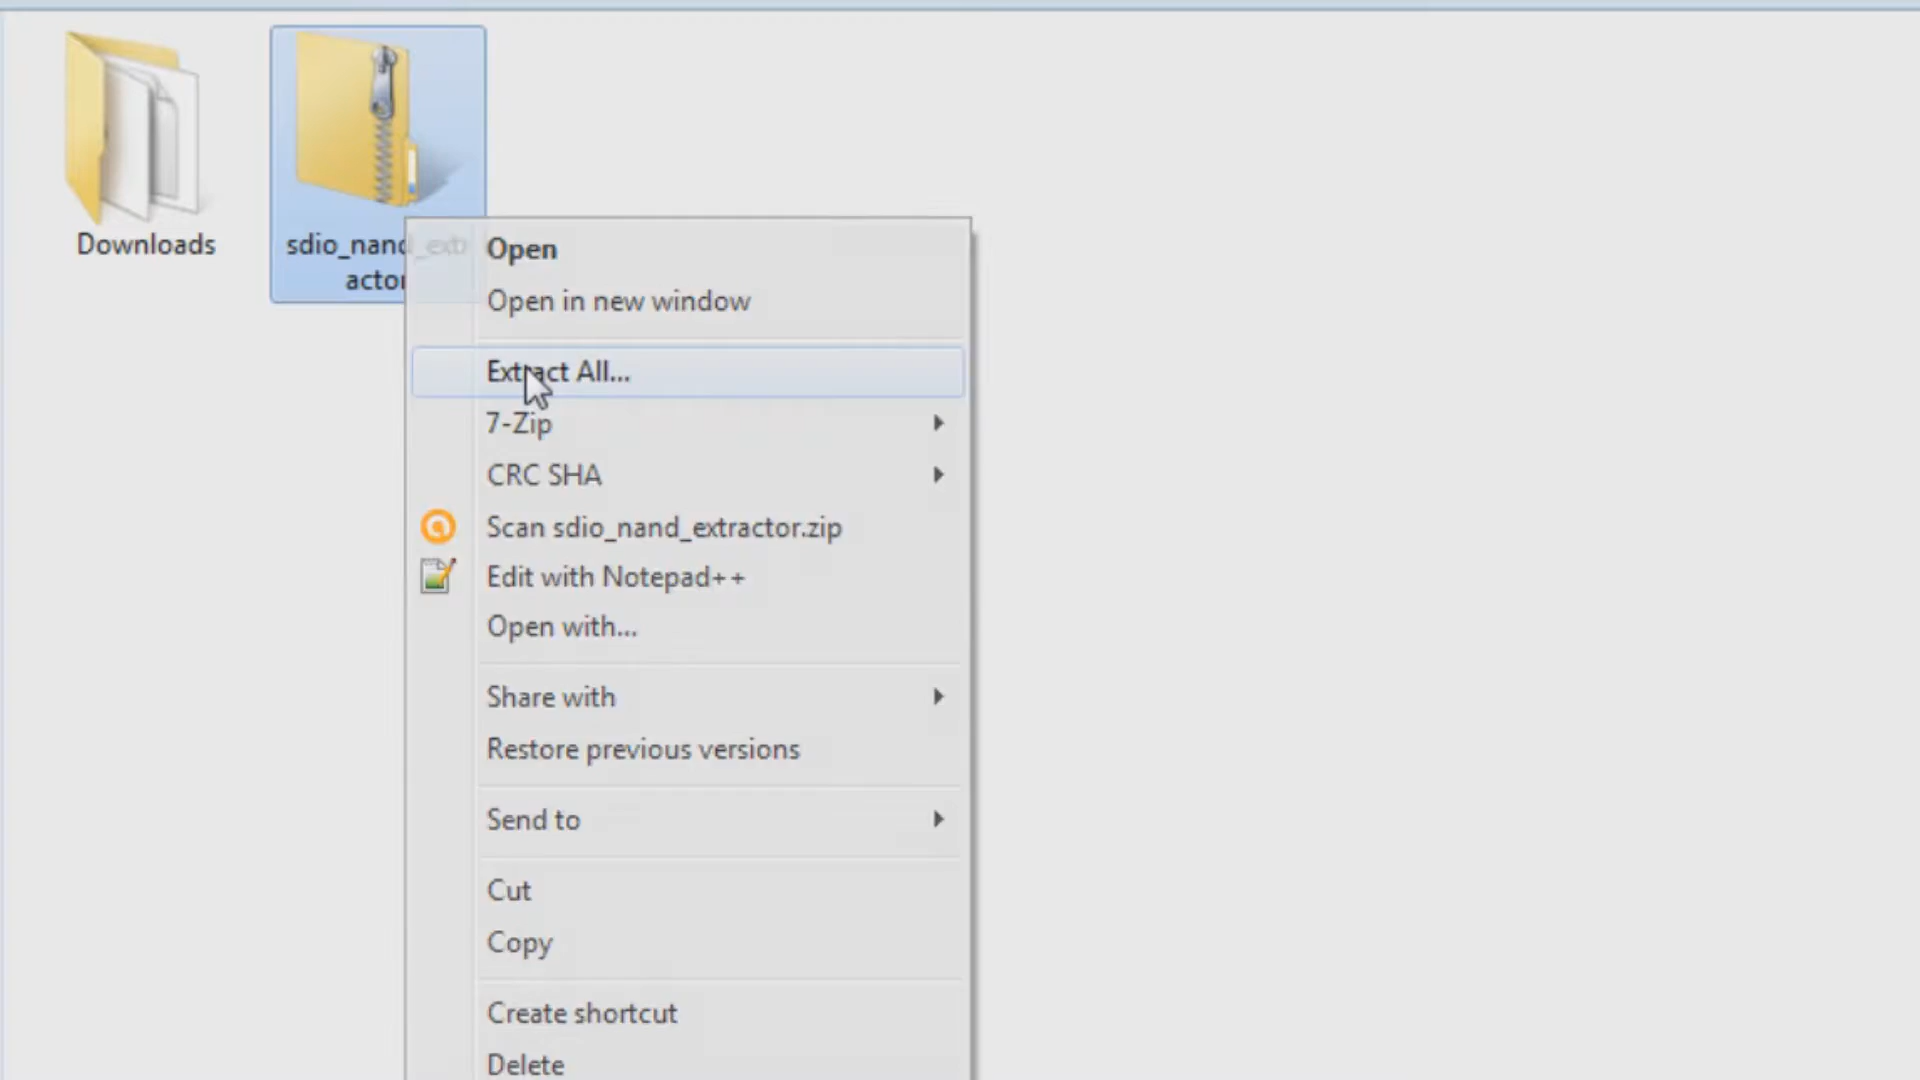 Downloads
sdio_nand_extr
actor
Open
Open in new window
Extract All...
7-Zip
CRC SHA
Scan sdio_nand_extractor.zip
Edit with Notepad++
Open with...
Share with
Restore previous versions
Send to
Cut
Copy
Create shortcut
Delete